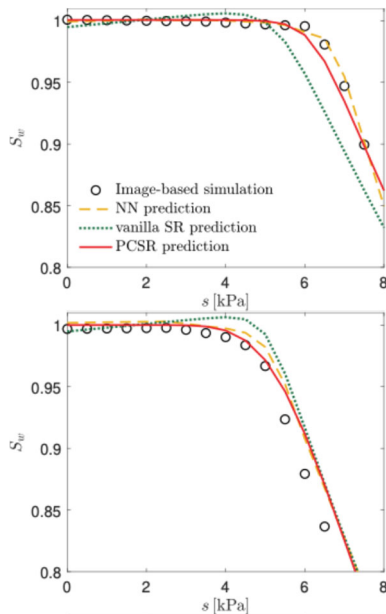 1
0.95
S_w
0.9
Image-based simulation
NN prediction
vanilla SR prediction
PCSR prediction
0.85
0.8
0 2 4 6 8
s [kPa]
1
0.95
S_w
0.9
0.85
0.8
0 2 4 6 8
s [kPa]